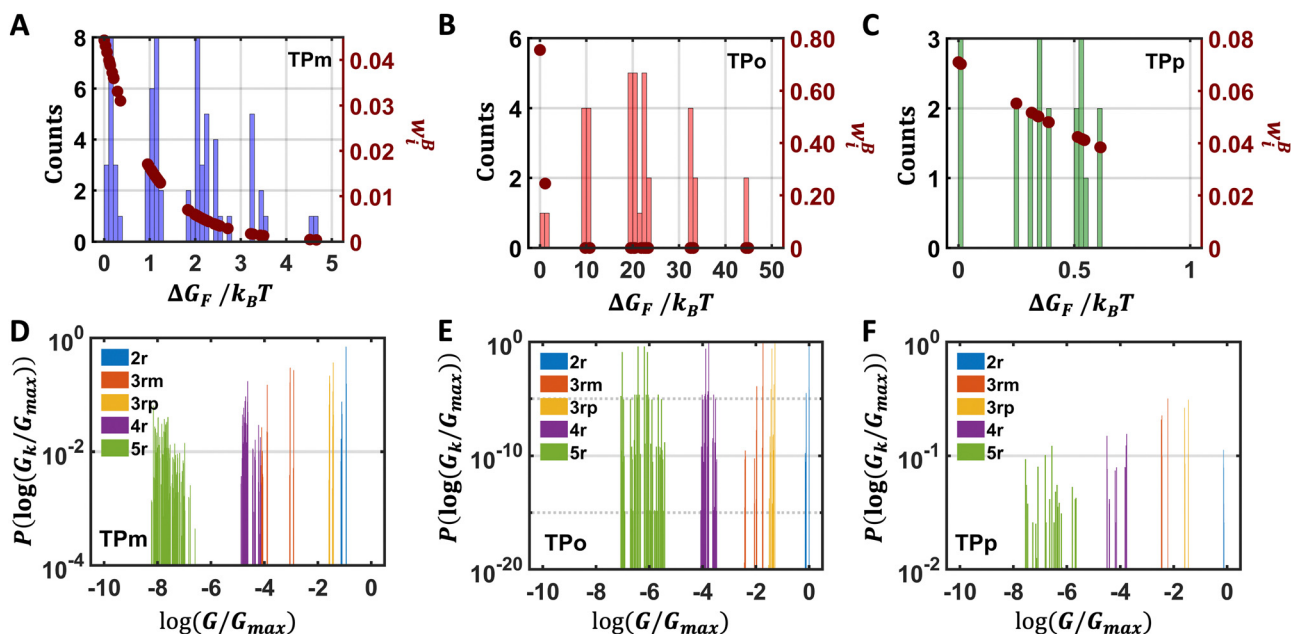 A
TPm
8
6
4
2
0
Counts
0.04
0.03
0.02
0.01
0
w_i^B
0 1 2 3 4 5
ΔG_F /k_BT
B
TPo
6
4
2
0
Counts
0.80
0.60
0.40
0.20
0
w_i^B
0 10 20 30 40 50
ΔG_F /k_BT
C
TPp
3
2
1
0
Counts
0.08
0.06
0.04
0.02
0
w_i^B
0 0.5 1
ΔG_F /k_BT
D
10^0
10^-2
10^-4
P(log(G_k/G_max))
2r
3rm
3rp
4r
5r
TPm
-10 -8 -6 -4 -2 0
log(G/G_max)
E
10^0
10^-10
10^-20
P(log(G_k/G_max))
2r
3rm
3rp
4r
5r
TPo
-10 -8 -6 -4 -2 0
log(G/G_max)
F
10^0
10^-1
10^-2
P(log(G_k/G_max))
2r
3rm
3rp
4r
5r
TPp
-10 -8 -6 -4 -2 0
log(G/G_max)